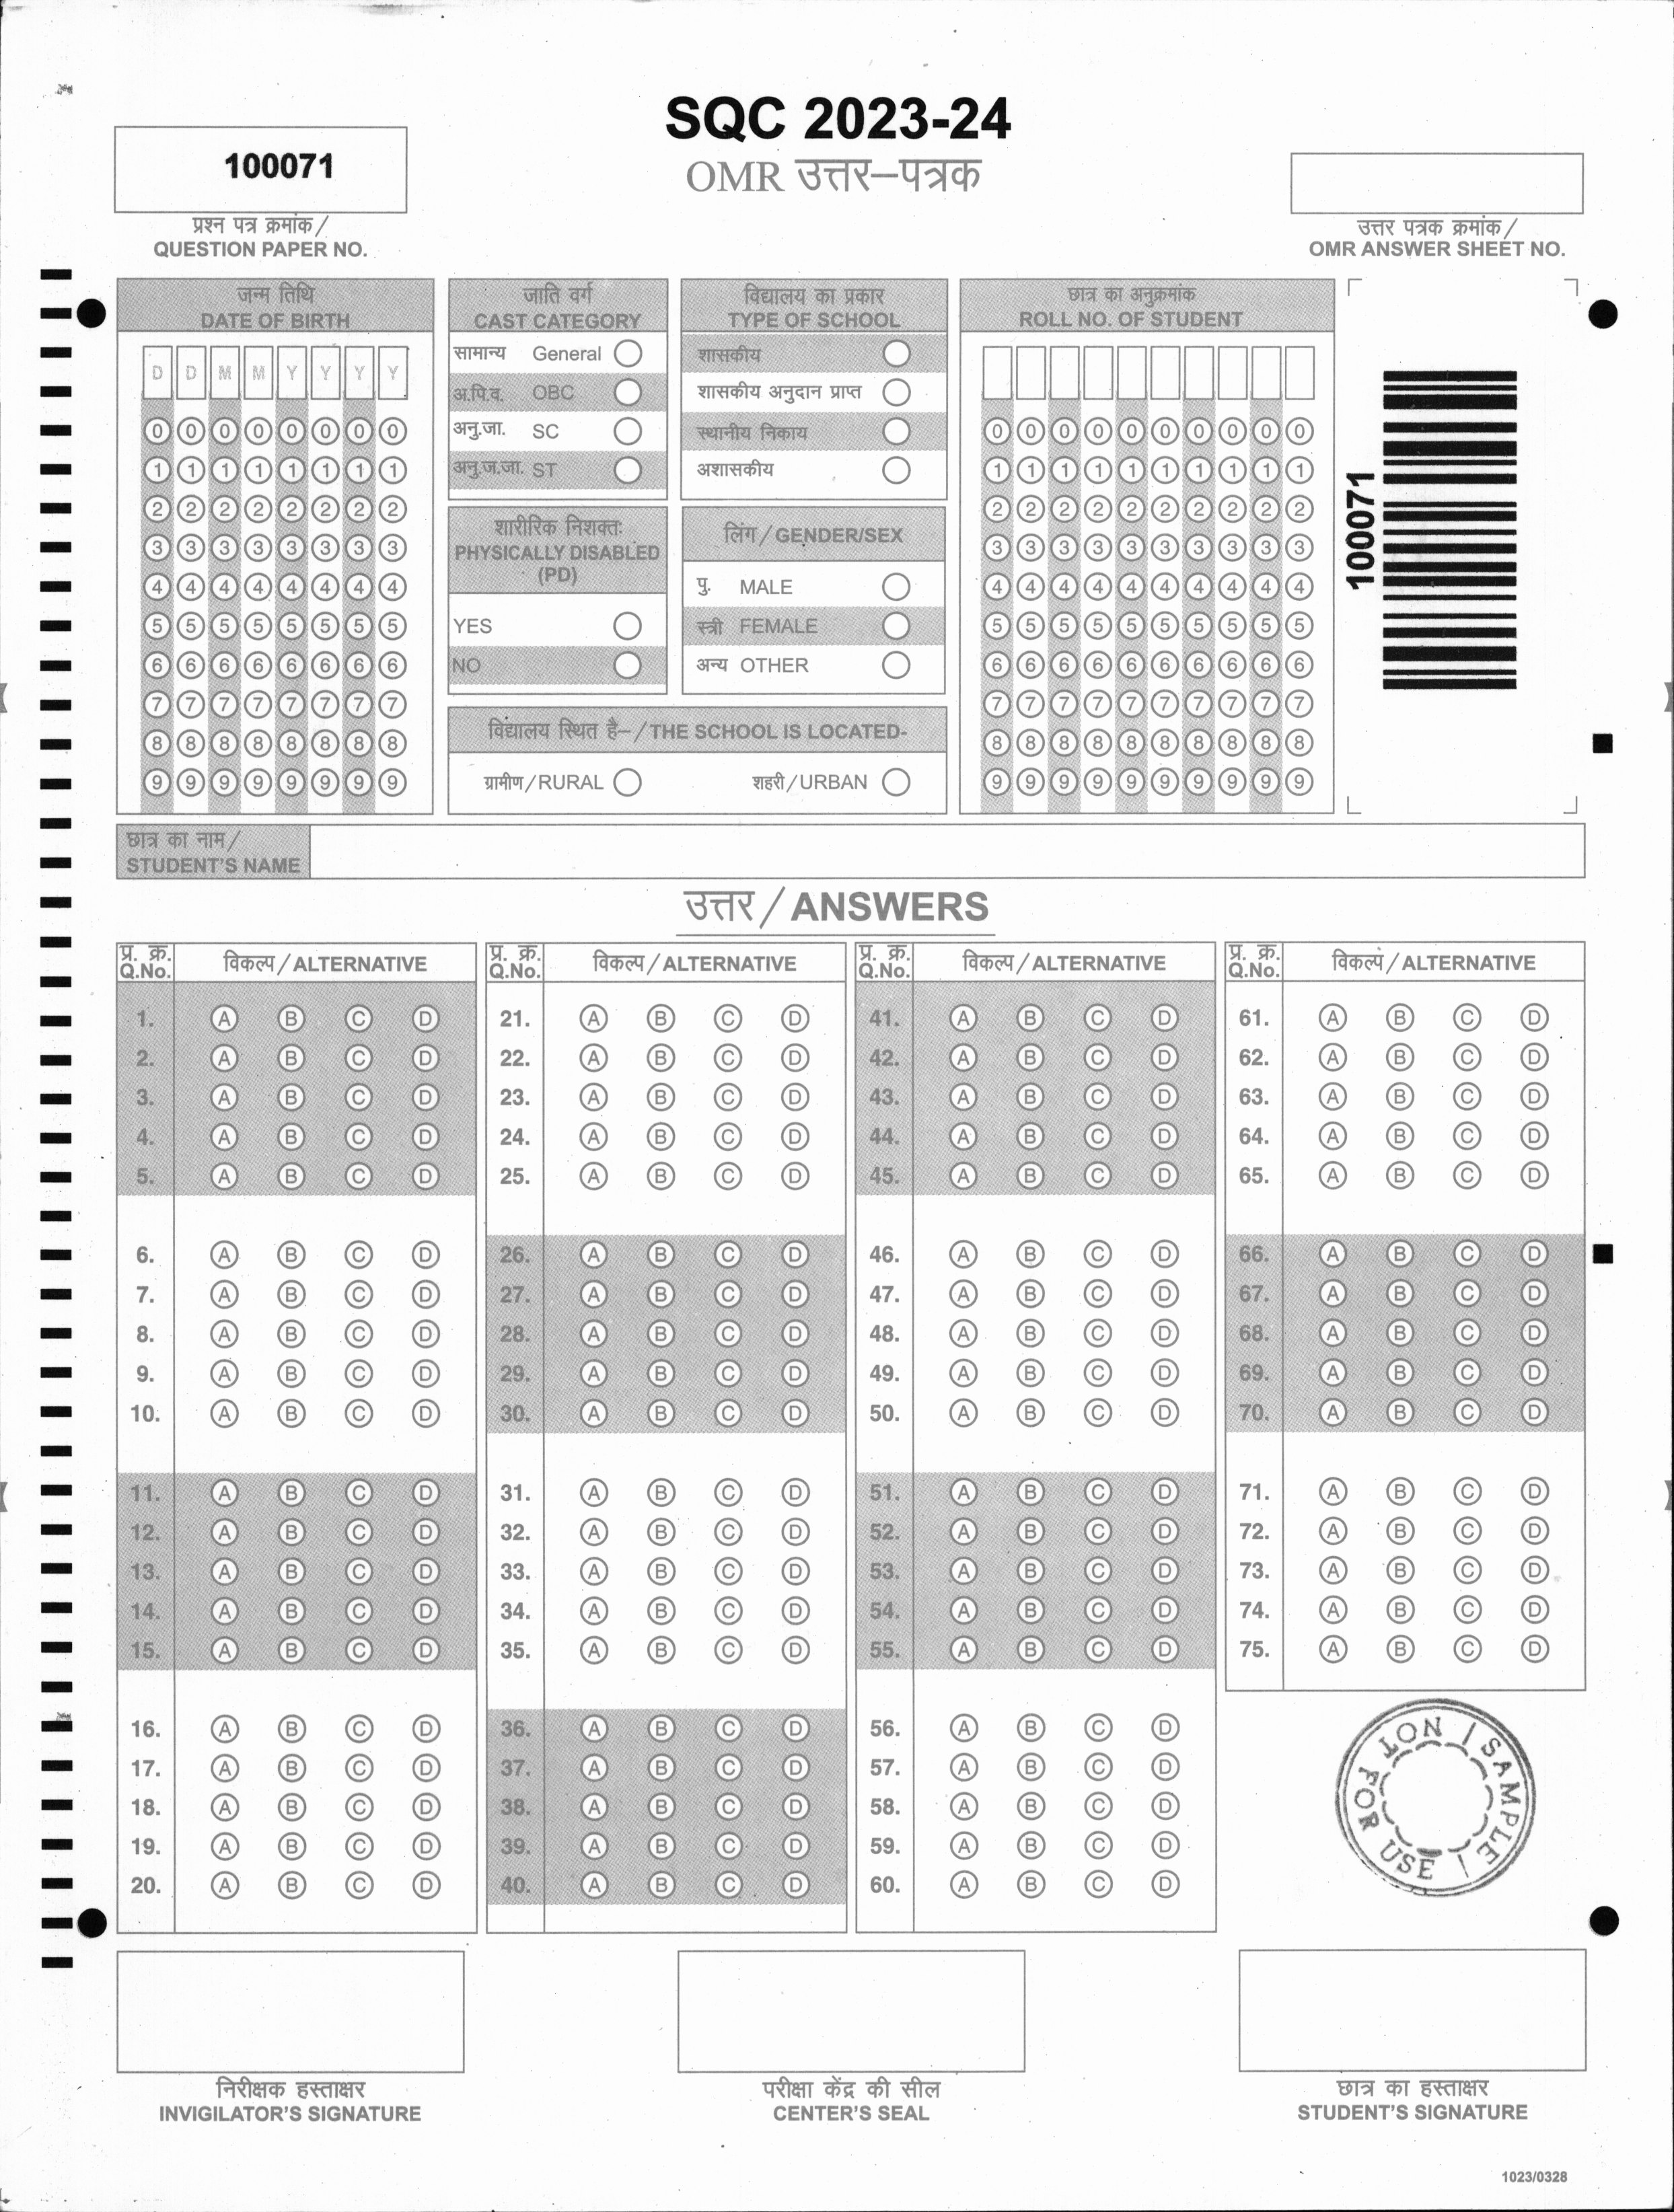 SQC 2023-24
OMR उत्तर–पत्रक
100071
प्रश्न पत्र क्रमांक/
QUESTION PAPER NO.
उत्तर पत्रक क्रमांक/
OMR ANSWER SHEET NO.
जन्म तिथि
DATE OF BIRTH
D D M M Y Y Y Y
0 0 0 0 0 0 0 0
1 1 1 1 1 1 1 1
2 2 2 2 2 2 2 2
3 3 3 3 3 3 3 3
4 4 4 4 4 4 4 4
5 5 5 5 5 5 5 5
6 6 6 6 6 6 6 6
7 7 7 7 7 7 7 7
8 8 8 8 8 8 8 8
9 9 9 9 9 9 9 9
जाति वर्ग
CAST CATEGORY
सामान्य General
अ.पि.व. OBC
अनु.जा. SC
अनु.ज.जा. ST
शारीरिक निशक्तः
PHYSICALLY DISABLED
(PD)
YES
NO
विद्यालय का प्रकार
TYPE OF SCHOOL
शासकीय
शासकीय अनुदान प्राप्त
स्थानीय निकाय
अशासकीय
लिंग/GENDER/SEX
पु. MALE
स्त्री FEMALE
अन्य OTHER
विद्यालय स्थित है–/THE SCHOOL IS LOCATED-
ग्रामीण/RURAL शहरी/URBAN
छात्र का अनुक्रमांक
ROLL NO. OF STUDENT
0 0 0 0 0 0 0 0 0 0
1 1 1 1 1 1 1 1 1 1
2 2 2 2 2 2 2 2 2 2
3 3 3 3 3 3 3 3 3 3
4 4 4 4 4 4 4 4 4 4
5 5 5 5 5 5 5 5 5 5
6 6 6 6 6 6 6 6 6 6
7 7 7 7 7 7 7 7 7 7
8 8 8 8 8 8 8 8 8 8
9 9 9 9 9 9 9 9 9 9
100071
छात्र का नाम/
STUDENT'S NAME
उत्तर/ANSWERS
प्र. क्र.
Q.No. विकल्प/ALTERNATIVE
1. A B C D
2. A B C D
3. A B C D
4. A B C D
5. A B C D
6. A B C D
7. A B C D
8. A B C D
9. A B C D
10. A B C D
11. A B C D
12. A B C D
13. A B C D
14. A B C D
15. A B C D
16. A B C D
17. A B C D
18. A B C D
19. A B C D
20. A B C D
प्र. क्र.
Q.No. विकल्प/ALTERNATIVE
21. A B C D
22. A B C D
23. A B C D
24. A B C D
25. A B C D
26. A B C D
27. A B C D
28. A B C D
29. A B C D
30. A B C D
31. A B C D
32. A B C D
33. A B C D
34. A B C D
35. A B C D
36. A B C D
37. A B C D
38. A B C D
39. A B C D
40. A B C D
प्र. क्र.
Q.No. विकल्प/ALTERNATIVE
41. A B C D
42. A B C D
43. A B C D
44. A B C D
45. A B C D
46. A B C D
47. A B C D
48. A B C D
49. A B C D
50. A B C D
51. A B C D
52. A B C D
53. A B C D
54. A B C D
55. A B C D
56. A B C D
57. A B C D
58. A B C D
59. A B C D
60. A B C D
प्र. क्र.
Q.No. विकल्प/ALTERNATIVE
61. A B C D
62. A B C D
63. A B C D
64. A B C D
65. A B C D
66. A B C D
67. A B C D
68. A B C D
69. A B C D
70. A B C D
71. A B C D
72. A B C D
73. A B C D
74. A B C D
75. A B C D
SAMPLE | NOT FOR USE |
निरीक्षक हस्ताक्षर
INVIGILATOR'S SIGNATURE
परीक्षा केंद्र की सील
CENTER'S SEAL
छात्र का हस्ताक्षर
STUDENT'S SIGNATURE
1023/0328